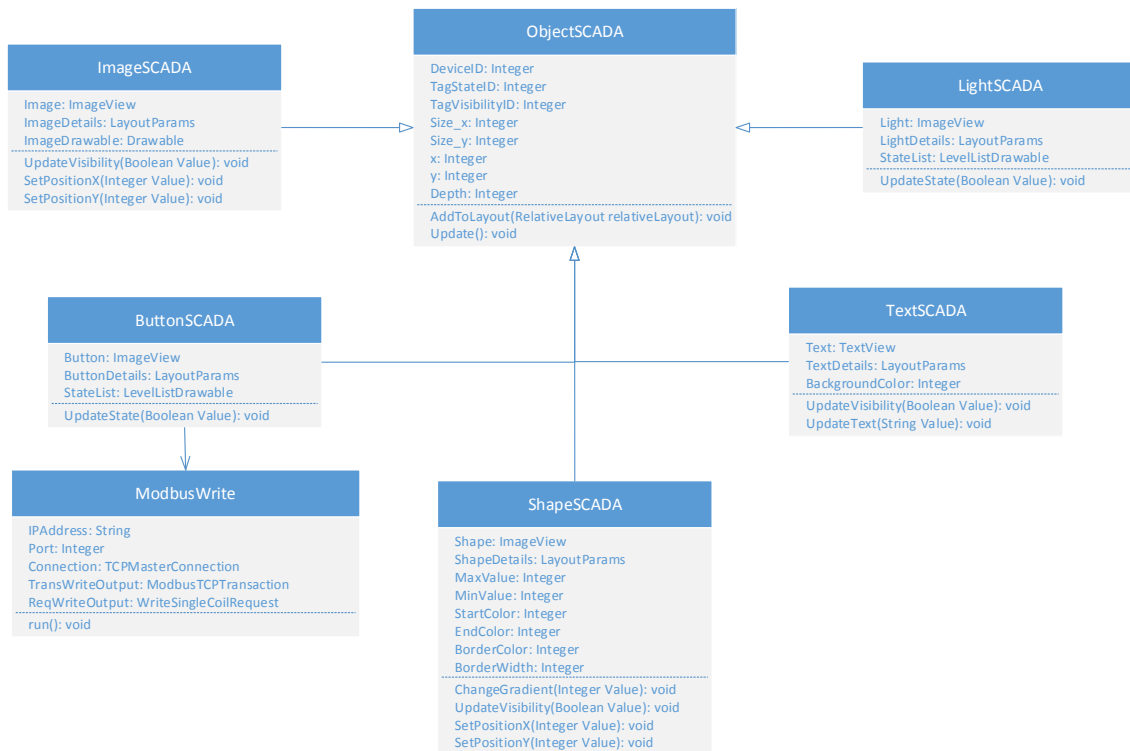 ObjectSCADA
DeviceID: Integer
TagStateID: Integer
TagVisibilityID: Integer
Size_x: Integer
Size_y: Integer
x: Integer
y: Integer
Depth: Integer
AddToLayout(RelativeLayout relativeLayout): void
Update(): void
ImageSCADA
Image: ImageView
ImageDetails: LayoutParams
ImageDrawable: Drawable
UpdateVisibility(Boolean Value): void
SetPositionX(Integer Value): void
SetPositionY(Integer Value): void
LightSCADA
Light: ImageView
LightDetails: LayoutParams
StateList: LevelListDrawable
UpdateState(Boolean Value): void
ButtonSCADA
Button: ImageView
ButtonDetails: LayoutParams
StateList: LevelListDrawable
UpdateState(Boolean Value): void
TextSCADA
Text: TextView
TextDetails: LayoutParams
BackgroundColor: Integer
UpdateVisibility(Boolean Value): void
UpdateText(String Value): void
ModbusWrite
IPAddress: String
Port: Integer
Connection: TCPMasterConnection
TransWriteOutput: ModbusTCPTransaction
ReqWriteOutput: WriteSingleCoilRequest
run(): void
ShapeSCADA
Shape: ImageView
ShapeDetails: LayoutParams
MaxValue: Integer
MinValue: Integer
StartColor: Integer
EndColor: Integer
BorderColor: Integer
BorderWidth: Integer
ChangeGradient(Integer Value): void
UpdateVisibility(Boolean Value): void
SetPositionX(Integer Value): void
SetPositionY(Integer Value): void